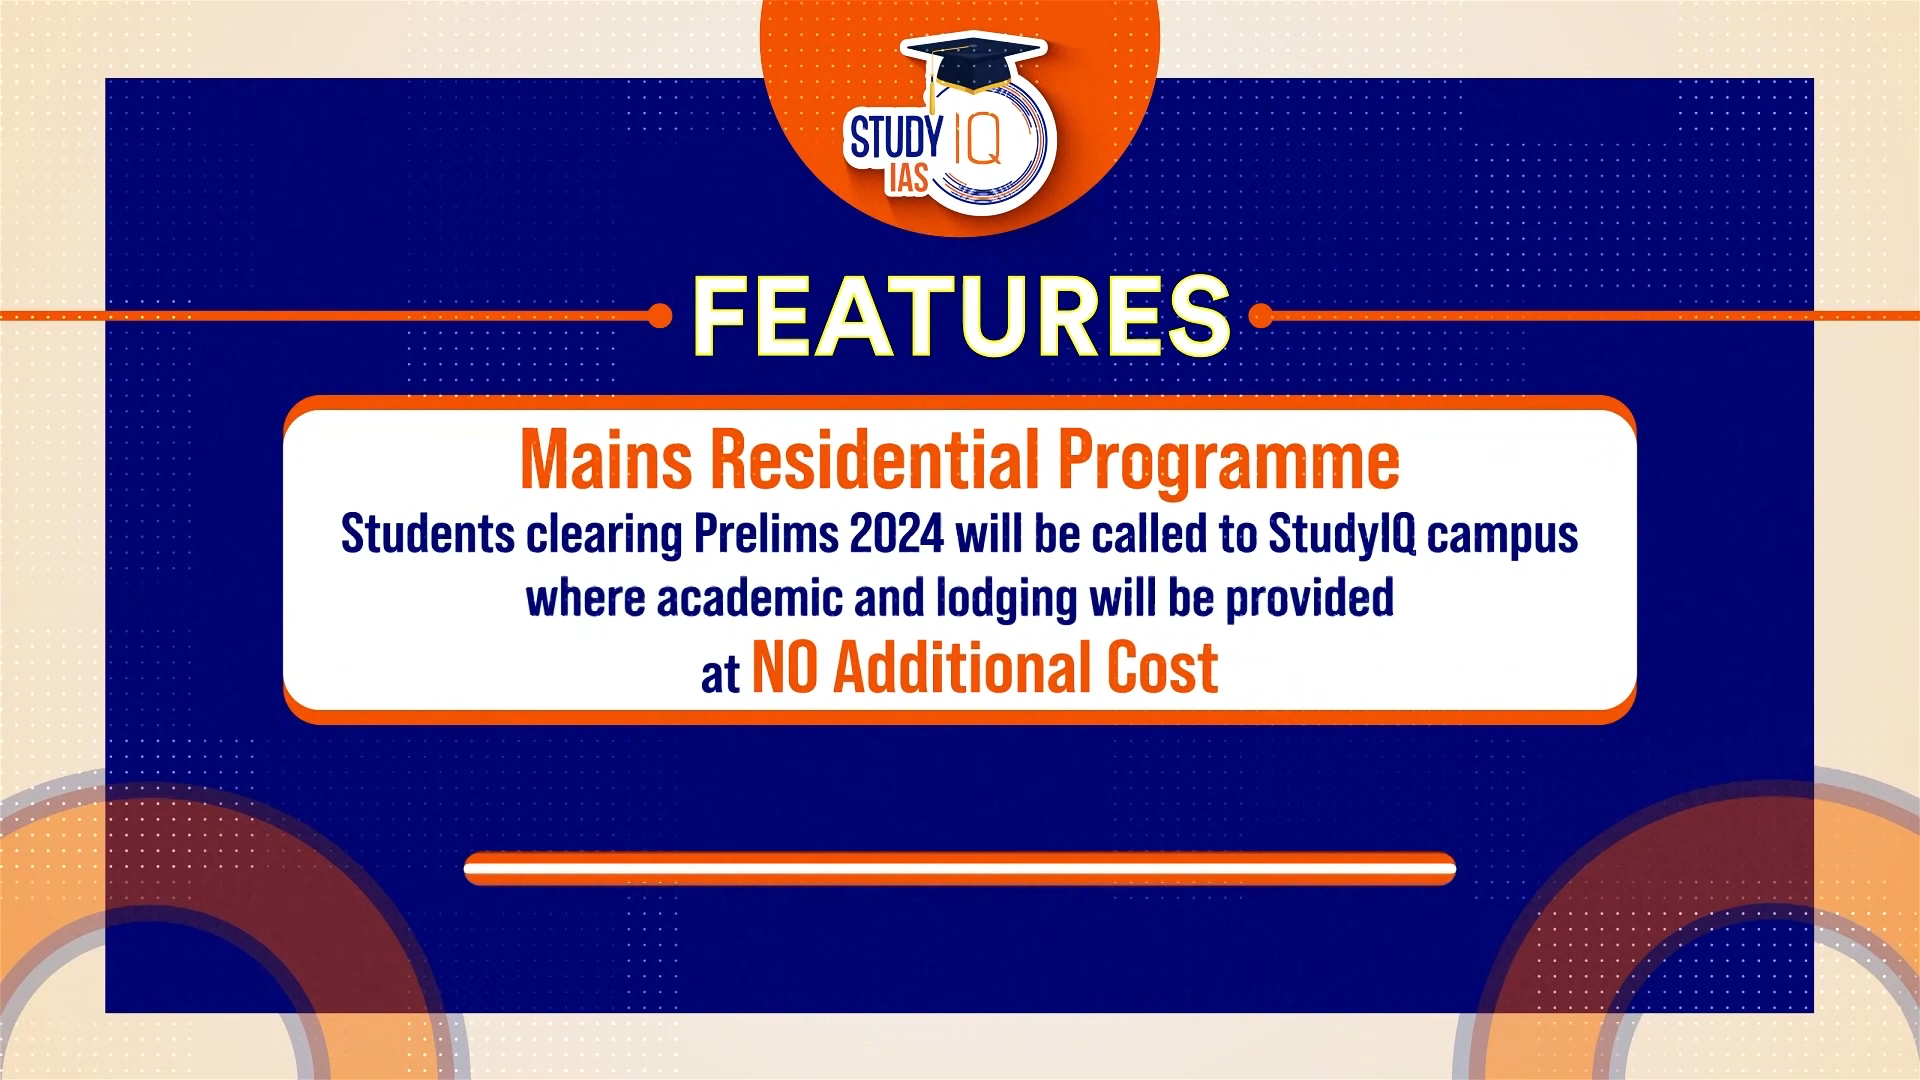 STUDY IQ
IAS
FEATURES
Mains Residential Programme
Students clearing Prelims 2024 will be called to StudyIQ campus
where academic and lodging will be provided
at NO Additional Cost